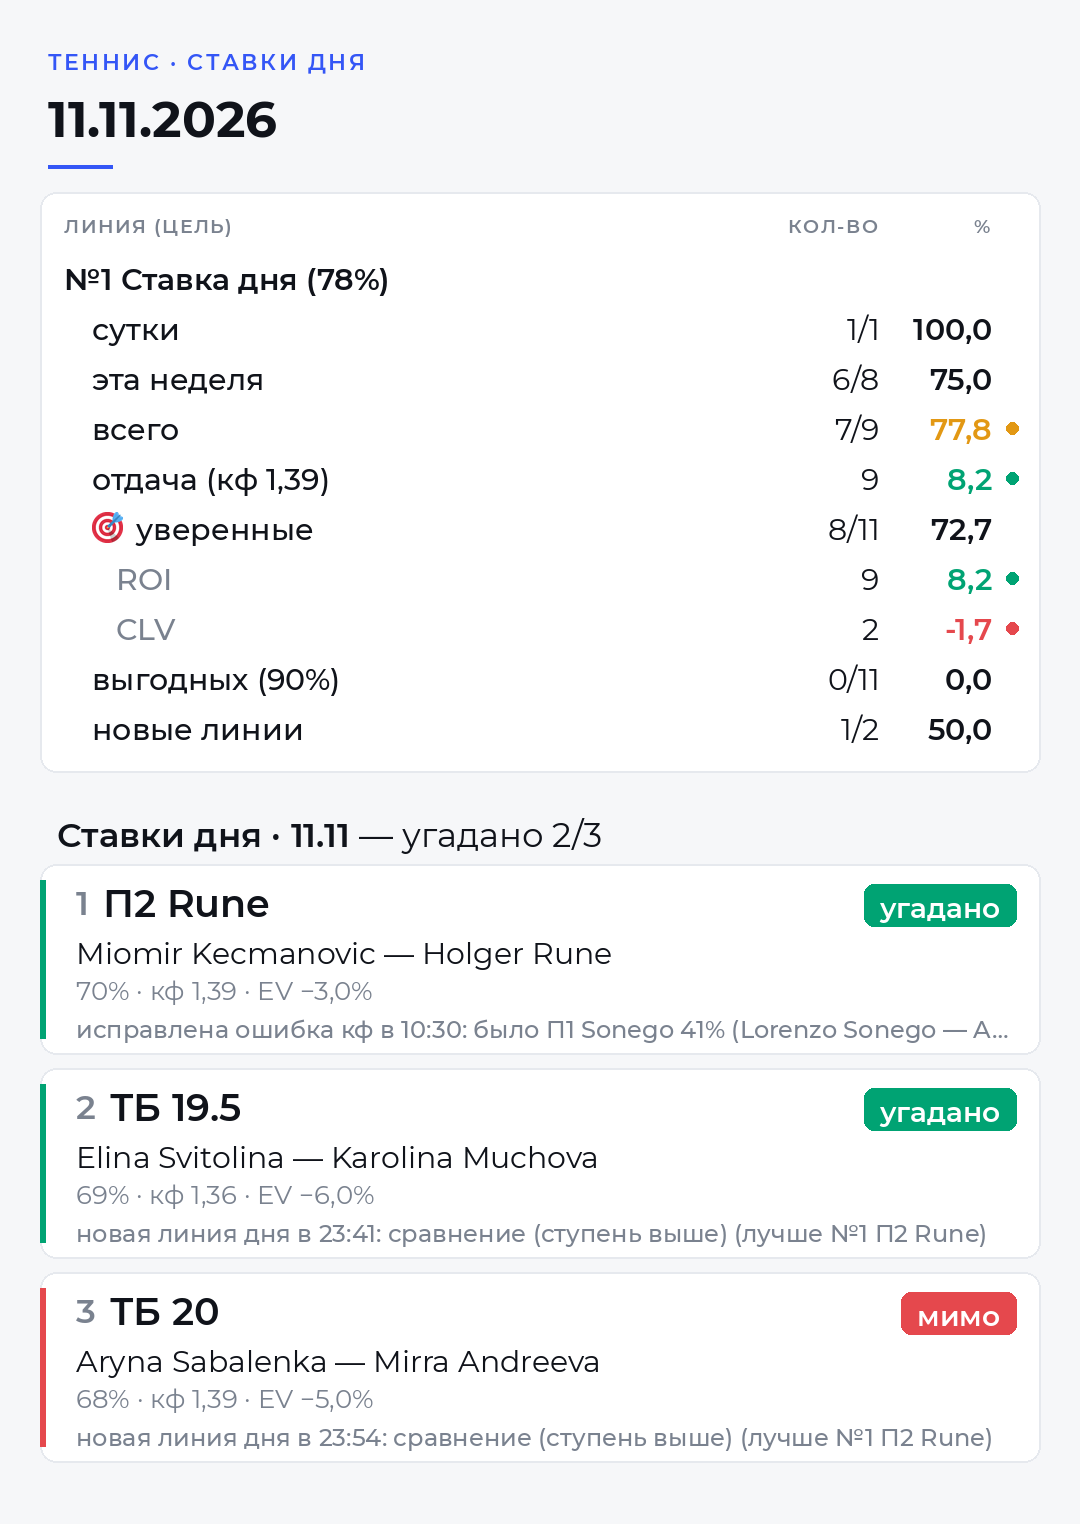 ТЕННИС · СТАВКИ ДНЯ
11.11.2026
ЛИНИЯ (ЦЕЛЬ) КОЛ-ВО %
№1 Ставка дня (78%)
сутки 1/1 100,0
эта неделя 6/8 75,0
всего 7/9 77,8
отдача (кф 1,39) 9 8,2
уверенные 8/11 72,7
ROI 9 8,2
CLV 2 -1,7
выгодных (90%) 0/11 0,0
новые линии 1/2 50,0
Ставки дня · 11.11 — угадано 2/3
1 П2 Rune угадано
Miomir Kecmanovic — Holger Rune
70% · кф 1,39 · EV −3,0%
исправлена ошибка кф в 10:30: было П1 Sonego 41% (Lorenzo Sonego — A...
2 ТБ 19.5 угадано
Elina Svitolina — Karolina Muchova
69% · кф 1,36 · EV −6,0%
новая линия дня в 23:41: сравнение (ступень выше) (лучше №1 П2 Rune)
3 ТБ 20 мимо
Aryna Sabalenka — Mirra Andreeva
68% · кф 1,39 · EV −5,0%
новая линия дня в 23:54: сравнение (ступень выше) (лучше №1 П2 Rune)